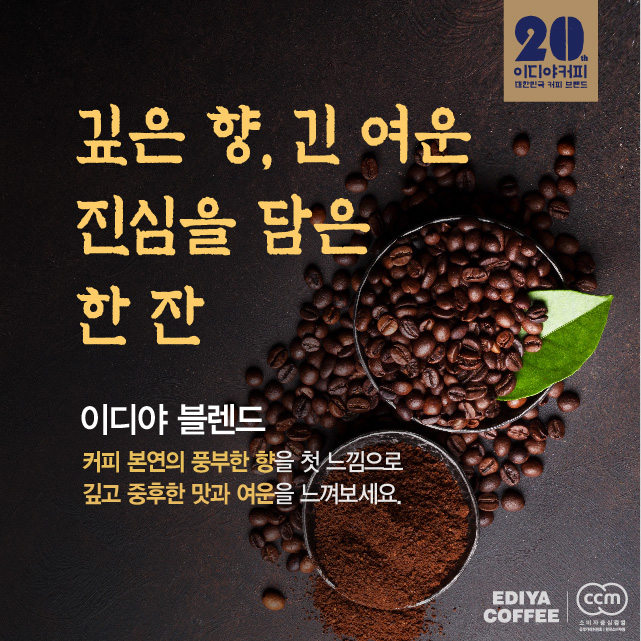 20th
이디야커피
대한민국 커피 브랜드
깊은 향, 긴 여운
진심을 담은
한 잔
이디야 블렌드
커피 본연의 풍부한 향을 첫 느낌으로
깊고 중후한 맛과 여운을 느껴보세요.
EDIYA
COFFEE
ccm
소비자중심경영